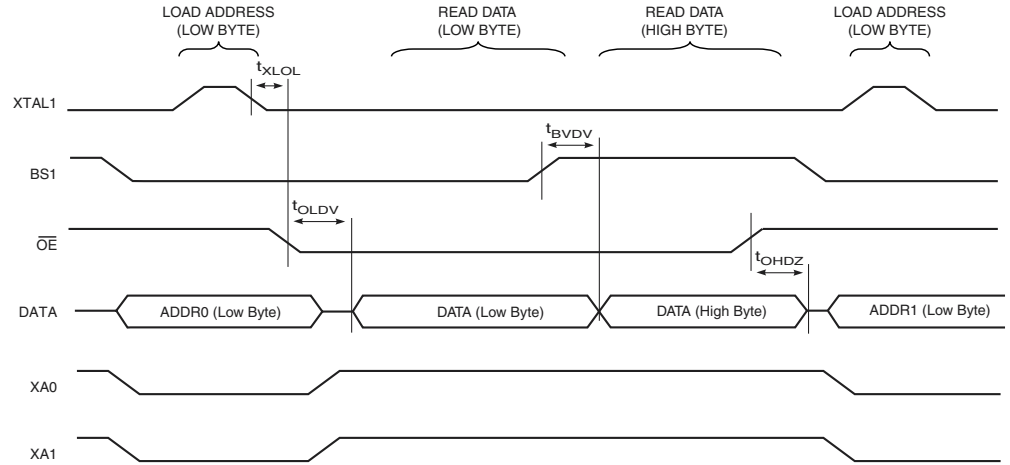 LOAD ADDRESS
(LOW BYTE)
READ DATA
(LOW BYTE)
READ DATA
(HIGH BYTE)
LOAD ADDRESS
(LOW BYTE)
tXLOL
XTAL1
tBVDV
BS1
tOLDV
OE
tOHDZ
DATA
ADDR0 (Low Byte)
DATA (Low Byte)
DATA (High Byte)
ADDR1 (Low Byte)
XA0
XA1